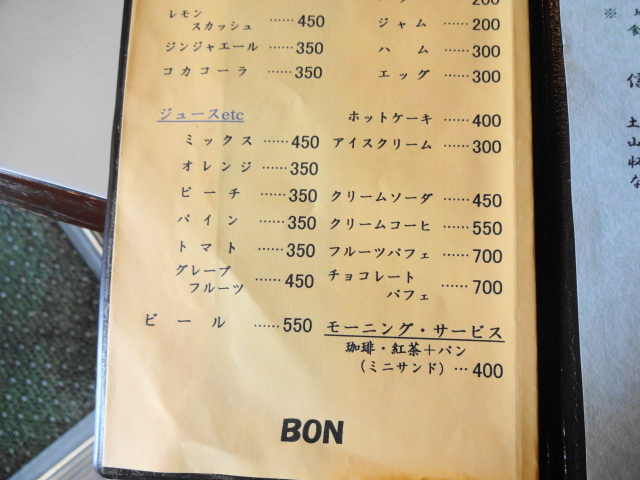 レモン
スカッシュ ……450
ジンジャエール ……350
コカコーラ ……350
ジュースetc
ミックス ……450
オレンジ ……350
ピーチ ……350
パイン ……350
トマト ……350
グレープ
フルーツ ……450
ビール ……550
200
ジャム ……200
ハム ……300
エッグ ……300
ホットケーキ ……400
アイスクリーム ……300
クリームソーダ ……450
クリームコーヒ ……550
フルーツパフェ ……700
チョコレート
パフェ ……700
モーニング・サービス
珈琲・紅茶＋パン
（ミニサンド）…400
BON
※
信
土
山
な